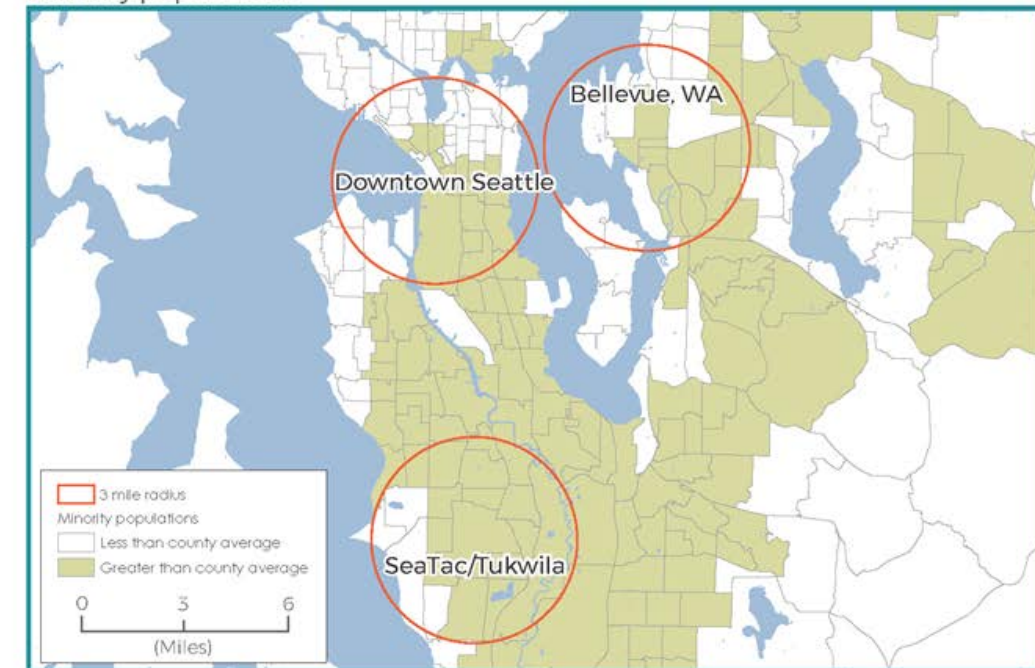 Bellevue, WA
Downtown Seattle
SeaTac/Tukwila
3 mile radius
Minority populations
Less than county average
Greater than county average
0 3 6
(Miles)